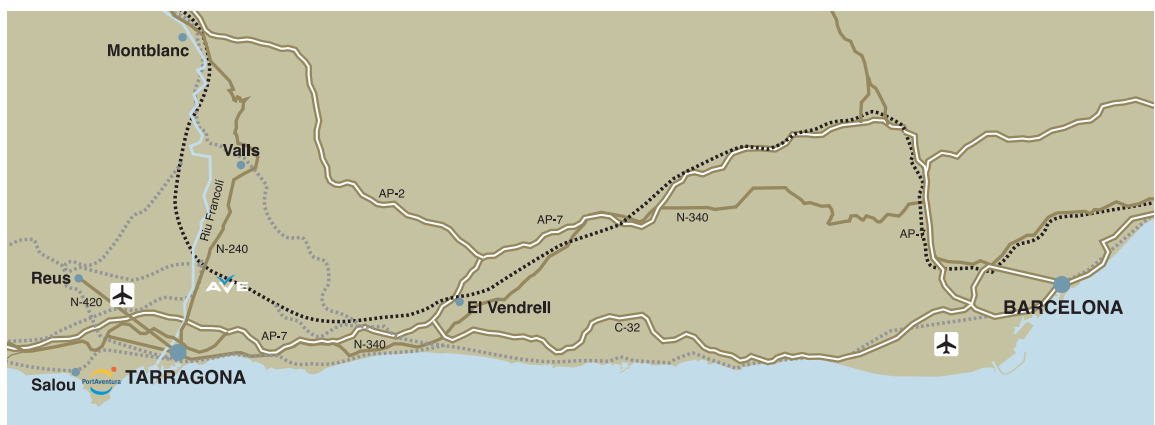 Montblanc
Valls
AP-2
Riu Francolí
AP-7
N-340
N-240
AP-7
Reus
AVE
N-420
El Vendrell
BARCELONA
C-32
AP-7
N-340
Salou
PortAventura
TARRAGONA